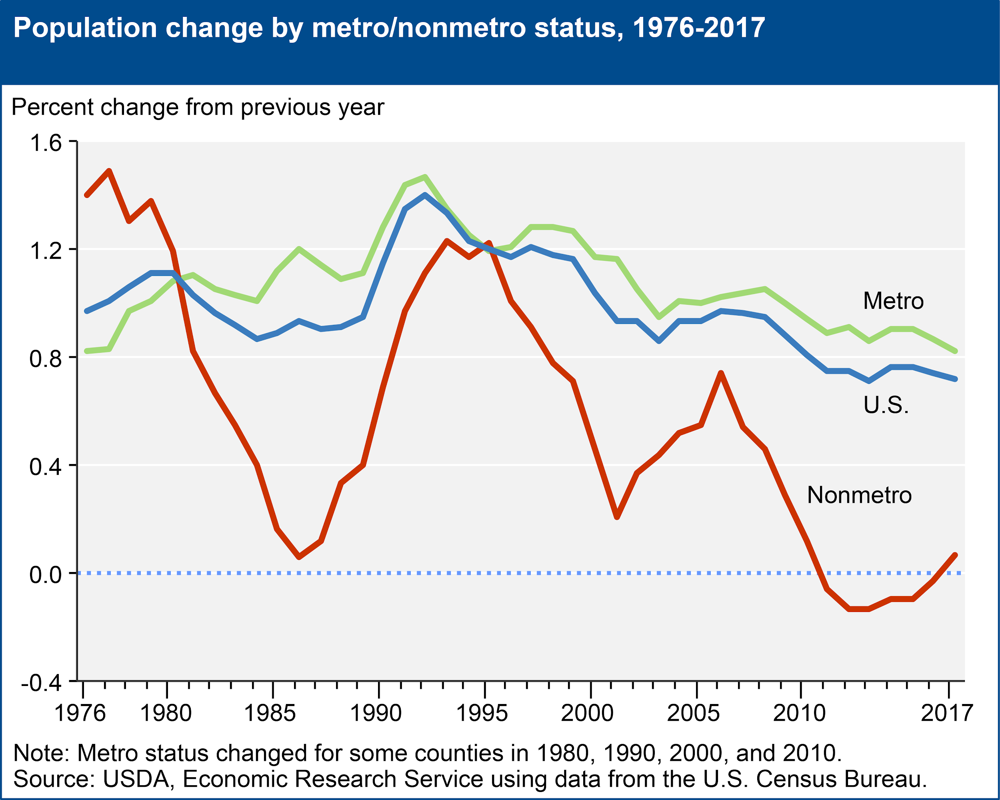 Population change by metro/nonmetro status, 1976-2017
Percent change from previous year
1.6
1.2
0.8
0.4
0.0
-0.4
Metro
U.S.
Nonmetro
1976 1980 1985 1990 1995 2000 2005 2010 2017
Note: Metro status changed for some counties in 1980, 1990, 2000, and 2010.
Source: USDA, Economic Research Service using data from the U.S. Census Bureau.